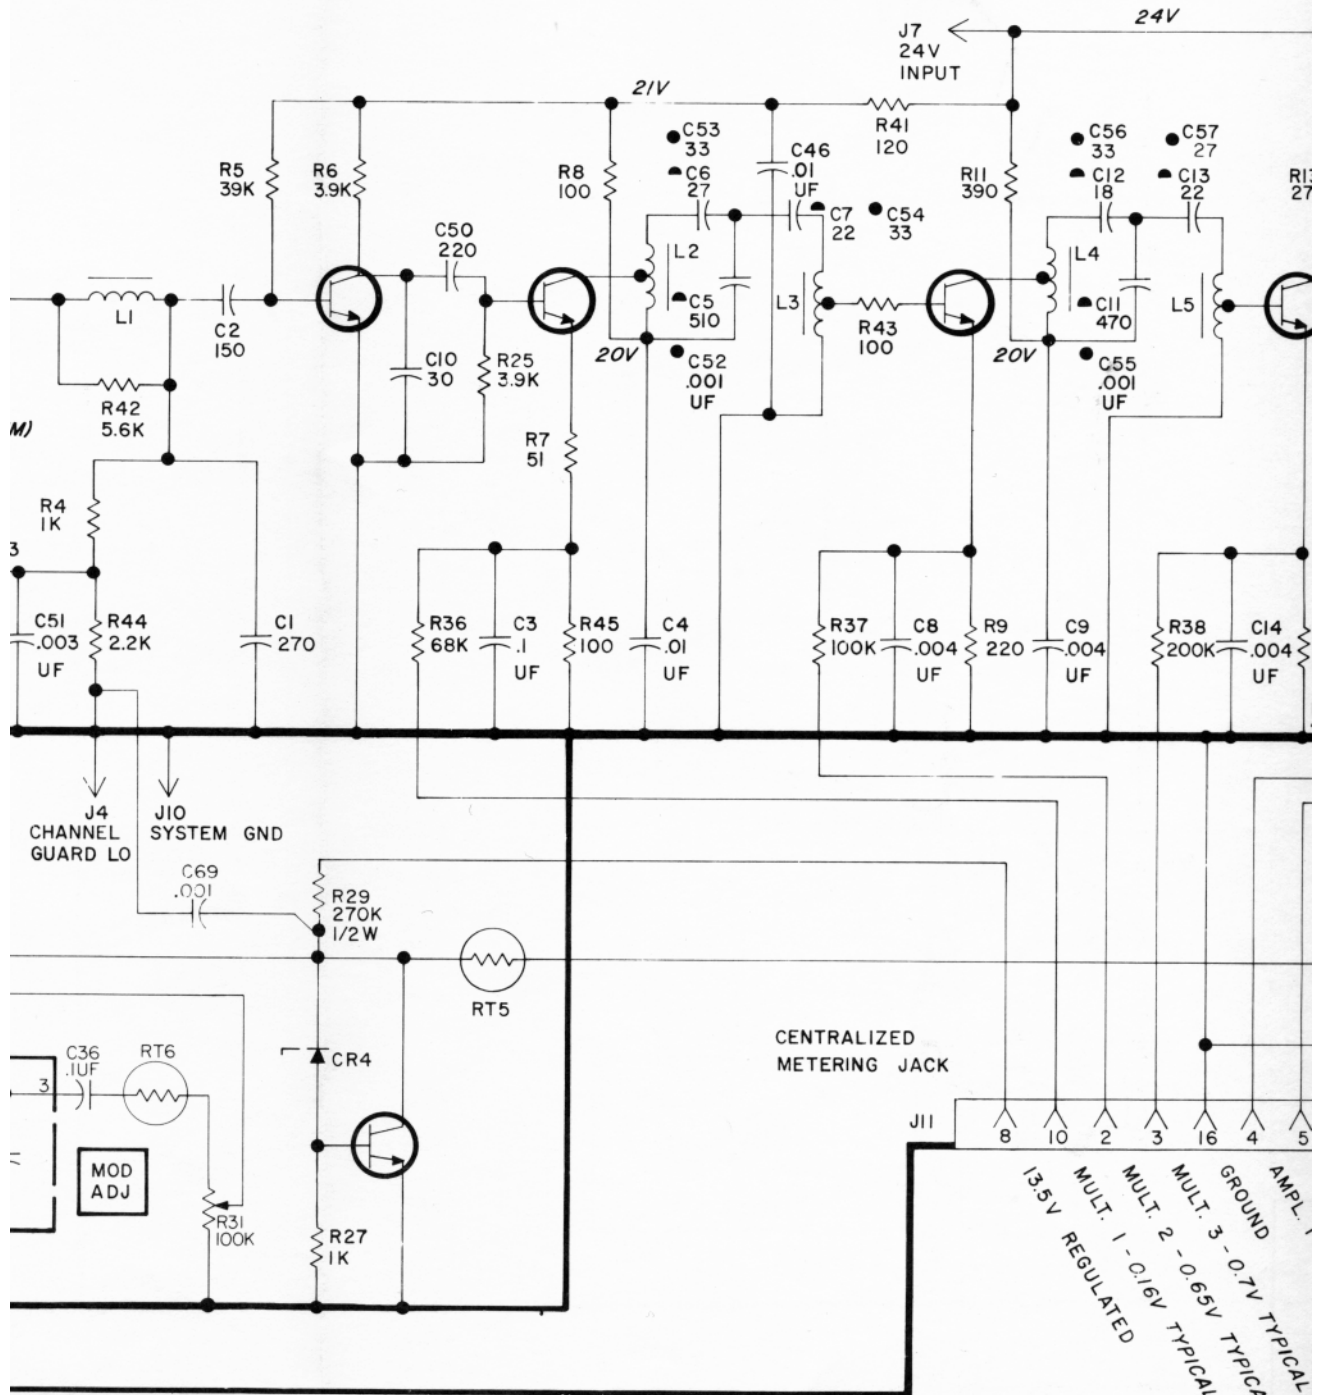 24V
J7
24V
INPUT
21V
R41
120
C53
33
C6
27
C46
.01
UF
C56
33
C12
18
C57
27
C13
22
R5
39K
R6
3.9K
R8
100
R11
390
27
C50
220
C7
22
C54
33
L2
L4
L1
C2
150
C5
510
L3
R43
100
C11
470
L5
20V
20V
C10
30
R25
3.9K
C52
.001
UF
C55
.001
UF
R42
5.6K
M)
R7
51
R4
1K
3
C51
.003
UF
R44
2.2K
C1
270
R36
68K
C3
.1
UF
R45
100
C4
.01
UF
R37
100K
C8
.004
UF
R9
220
C9
.004
UF
R38
200K
C14
.004
UF
J4
CHANNEL
GUARD LO
J10
SYSTEM GND
C69
.001
R29
270K
1/2W
RT5
CENTRALIZED
METERING JACK
C36
.1UF
RT6
CR4
3
MOD
ADJ
R31
100K
R27
1K
J11
8 10 2 3 16 4 5
13.5V REGULATED
MULT. 1 -0.16V TYPICAL
MULT. 2 -0.65V TYPICA
MULT. 3 -0.7V TYPICAL
GROUND
AMPL.